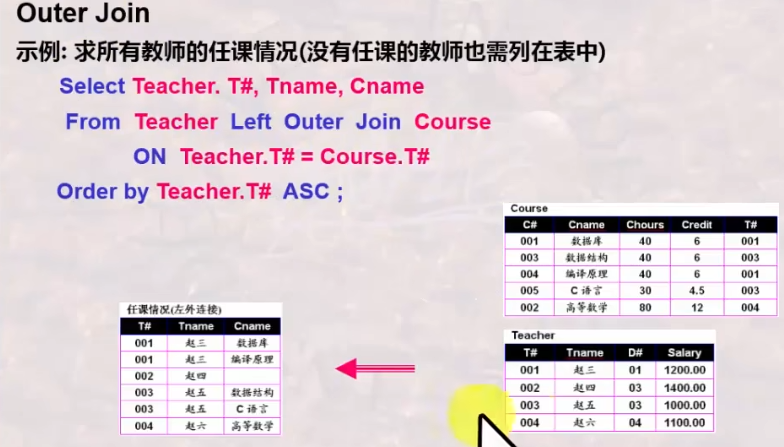 Outer Join
示例: 求所有教师的任课情况(没有任课的教师也需列在表中)
Select Teacher. T#, Tname, Cname
From Teacher Left Outer Join Course
ON Teacher.T# = Course.T#
Order by Teacher.T# ASC ;
Course
C# Cname Chours Credit T#
001 数据库 40 6 001
003 数据结构 40 6 003
004 编译原理 40 6 001
005 C 语言 30 4.5 003
002 高等数学 80 12 004
任课情况(左外连接)
T# Tname Cname
001 赵三 数据库
001 赵三 编译原理
002 赵四
003 赵五 数据结构
003 赵五 C 语言
004 赵六 高等数学
Teacher
T# Tname D# Salary
001 赵三 01 1200.00
002 赵四 03 1400.00
003 赵五 03 1000.00
004 赵六 04 1100.00